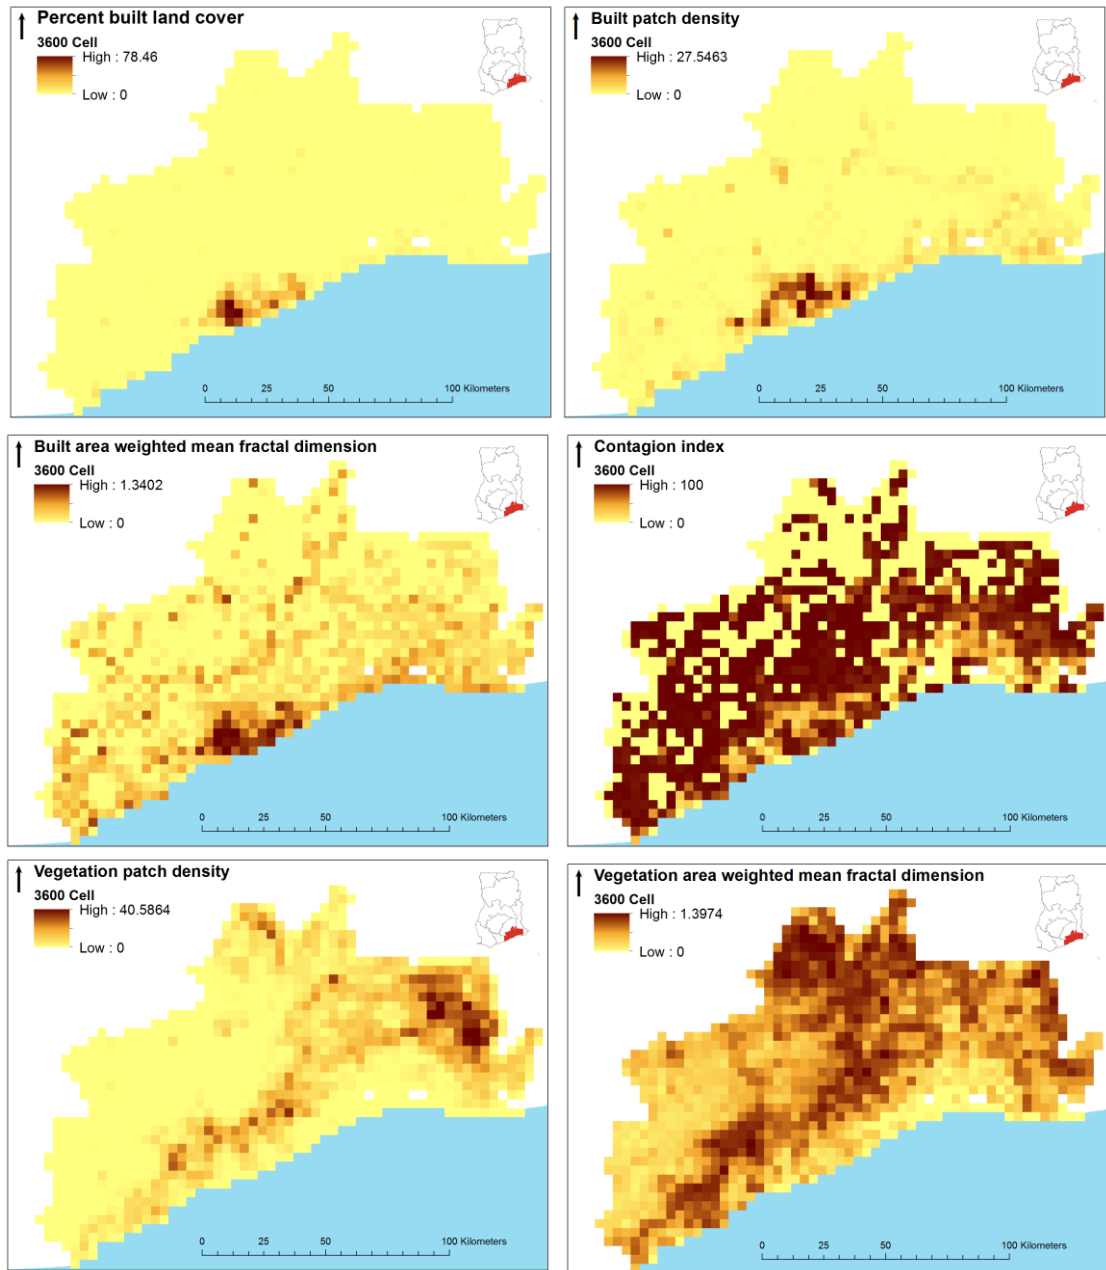 Percent built land cover
3600 Cell
High : 78.46
Low : 0
0 25 50 100 Kilometers
Built patch density
3600 Cell
High : 27.5463
Low : 0
0 25 50 100 Kilometers
Built area weighted mean fractal dimension
3600 Cell
High : 1.3402
Low : 0
0 25 50 100 Kilometers
Contagion index
3600 Cell
High : 100
Low : 0
0 25 50 100 Kilometers
Vegetation patch density
3600 Cell
High : 40.5864
Low : 0
0 25 50 100 Kilometers
Vegetation area weighted mean fractal dimension
3600 Cell
High : 1.3974
Low : 0
0 25 50 100 Kilometers